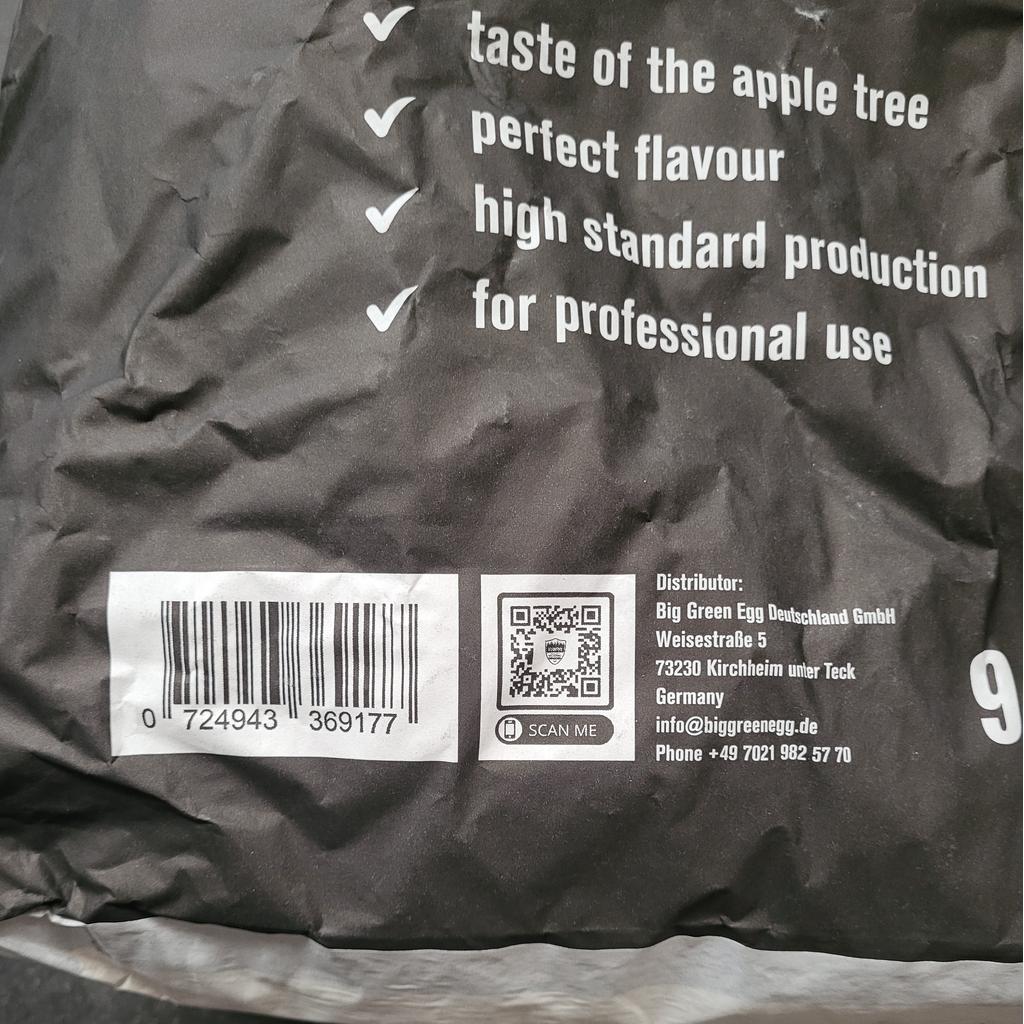 taste of the apple tree
perfect flavour
high standard production
for professional use
0 724943 369177
SCAN ME
Distributor:
Big Green Egg Deutschland GmbH
Weisestraße 5
73230 Kirchheim unter Teck
Germany
info@biggreenegg.de
Phone +49 7021 982 57 70
9